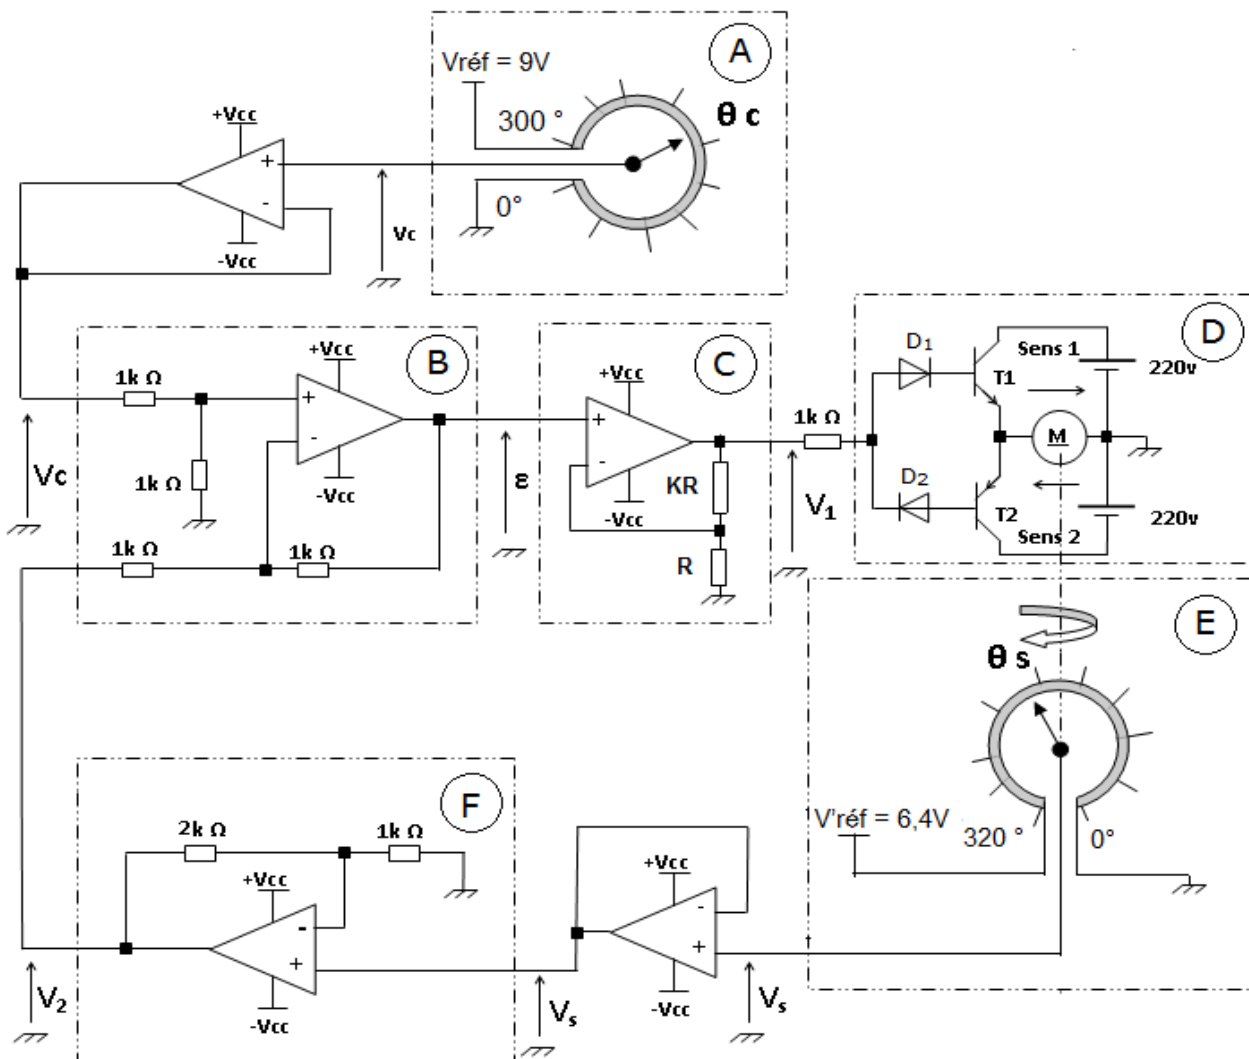 A
Vréf = 9V
300 °
θ c
0°
+Vcc
+
-
-Vcc
Vc
B
+Vcc
1k Ω
+
-
1k Ω
-Vcc
Vc
1k Ω
1k Ω
ε
C
+Vcc
+
-
-Vcc
KR
R
V1
1k Ω
D
D1
Sens 1
T1
220v
M
D2
T2
Sens 2
220v
E
θ s
V'réf = 6,4V
320 °
0°
F
2k Ω
1k Ω
+Vcc
-
+
-Vcc
V2
Vs
+Vcc
-
+
-Vcc
Vs